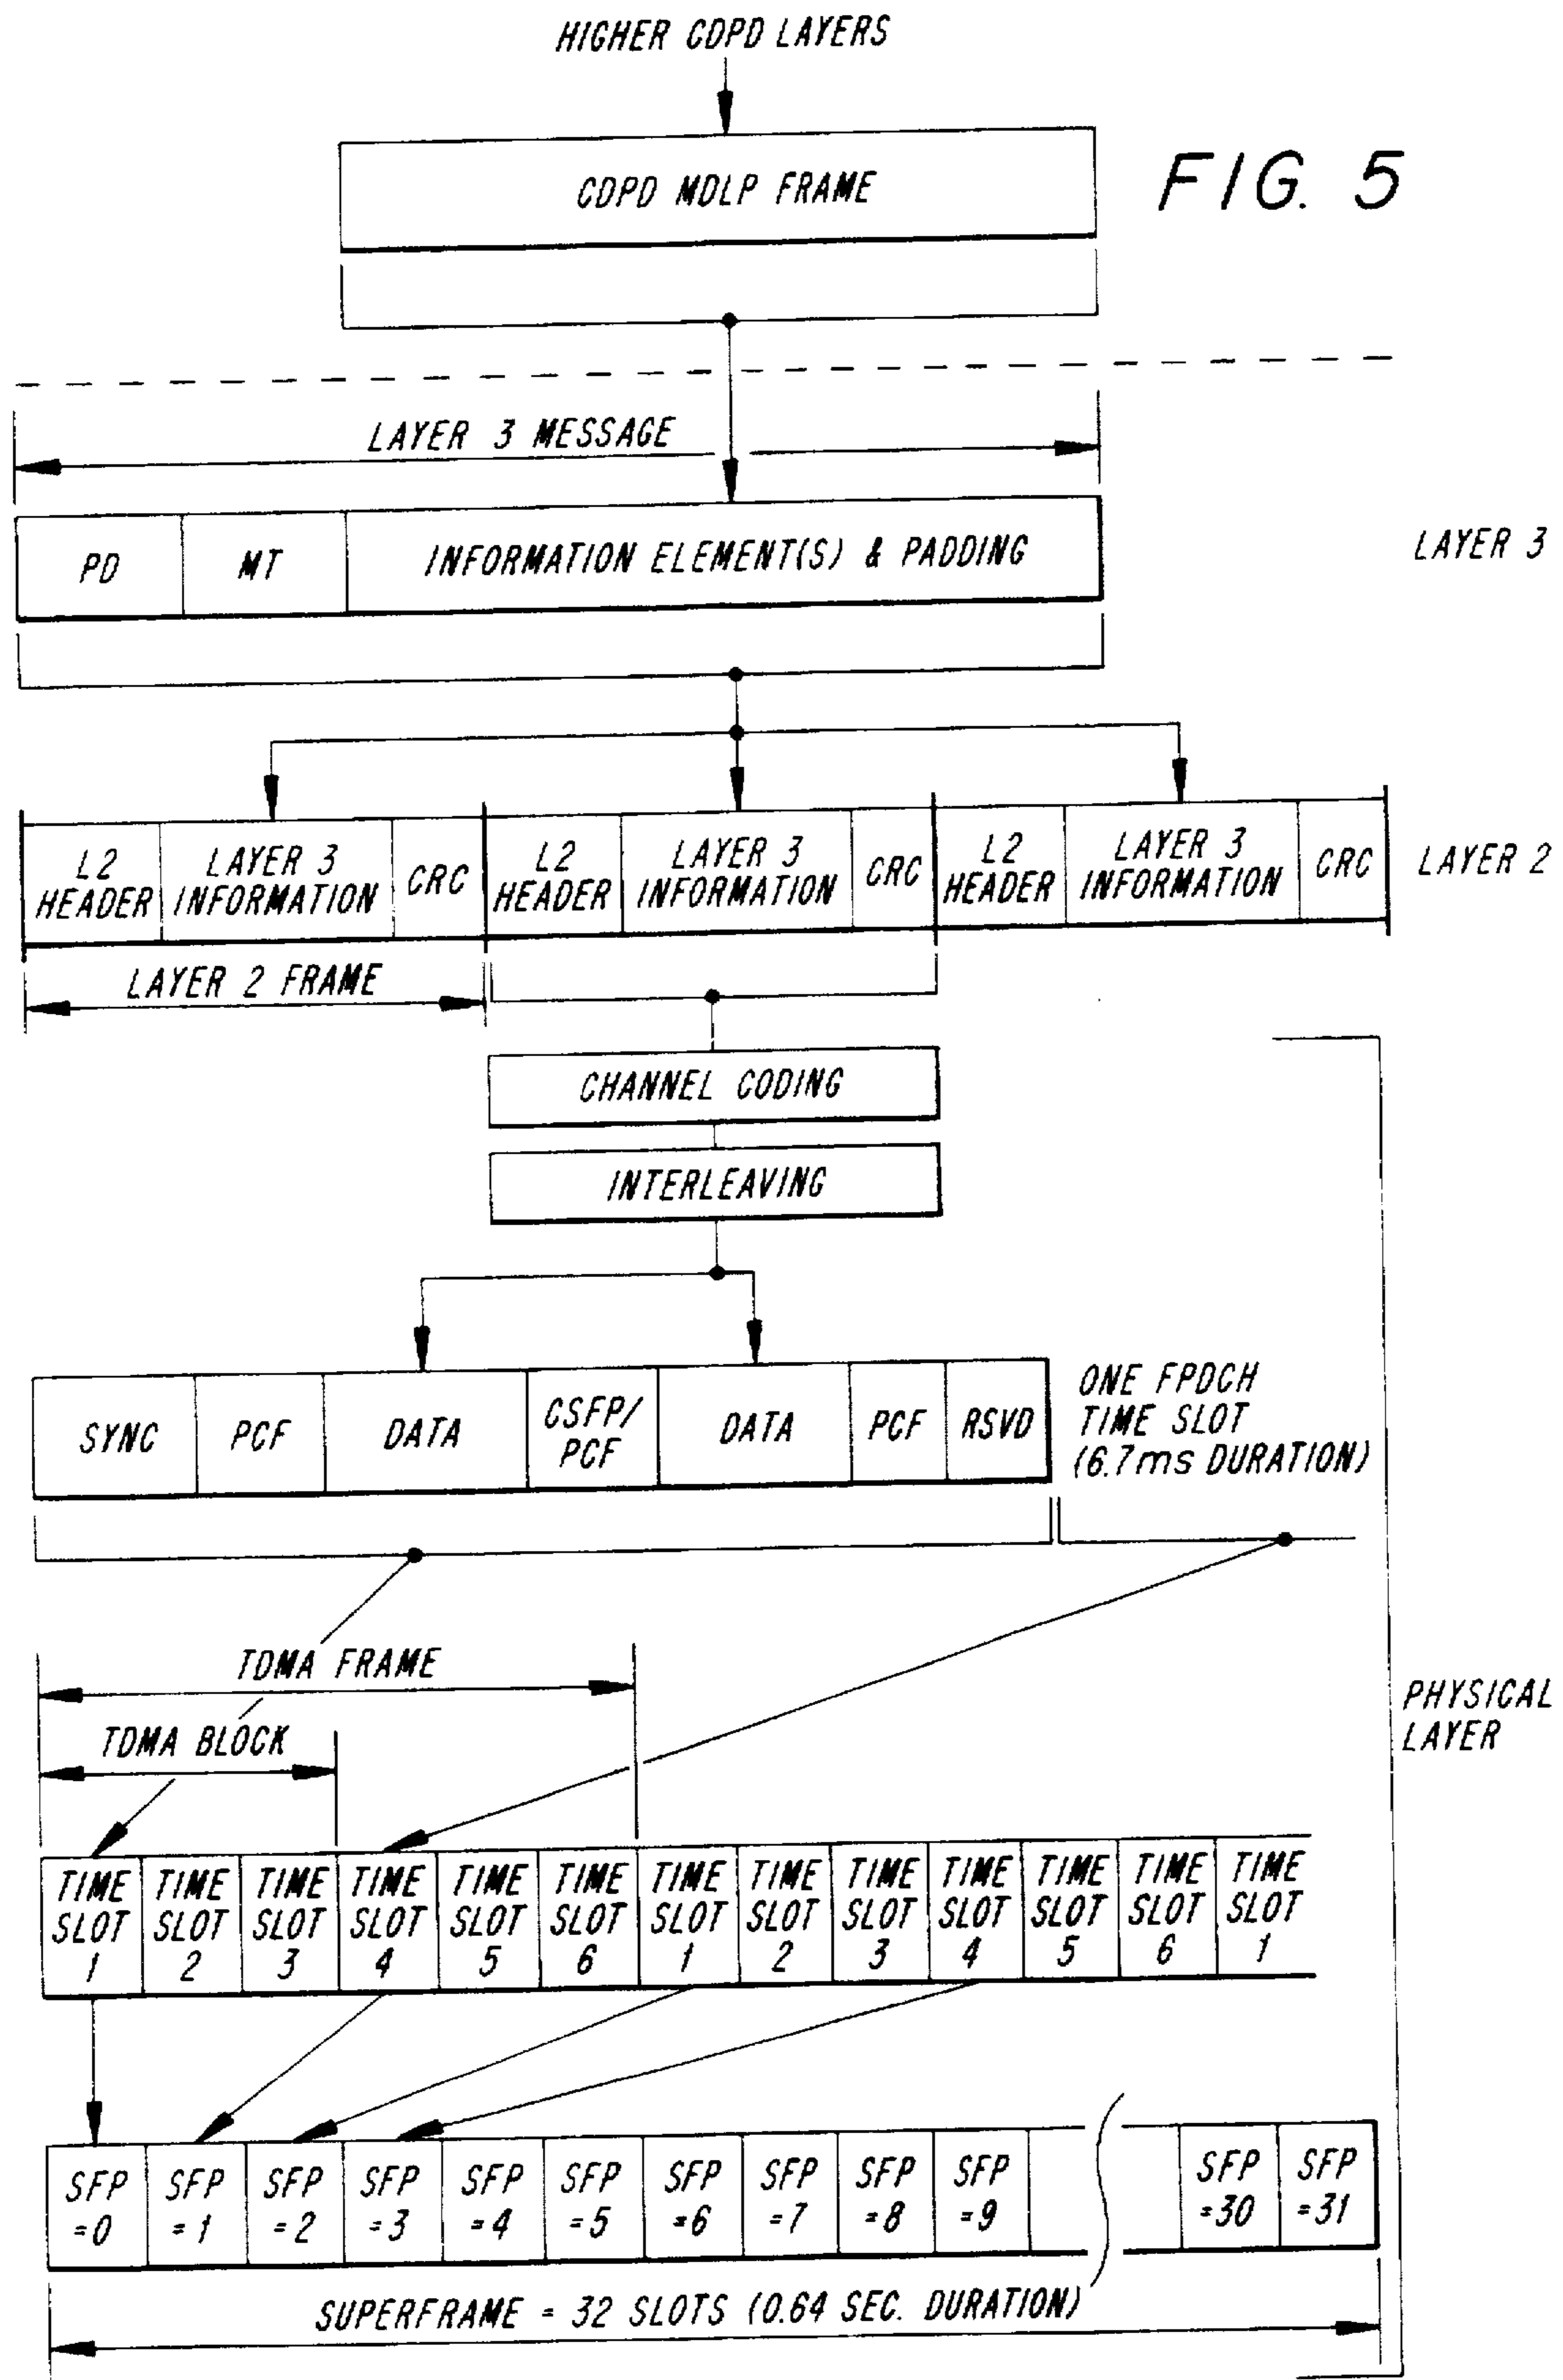 HIGHER CDPD LAYERS
CDPD MDLP FRAME
FIG. 5
LAYER 3 MESSAGE
PD
MT
INFORMATION ELEMENT(S) & PADDING
LAYER 3
L2
HEADER
LAYER 3
INFORMATION
CRC
L2
HEADER
LAYER 3
INFORMATION
CRC
L2
HEADER
LAYER 3
INFORMATION
CRC
LAYER 2
LAYER 2 FRAME
CHANNEL CODING
INTERLEAVING
SYNC
PCF
DATA
CSFP/
PCF
DATA
PCF
RSVD
ONE FPDCH
TIME SLOT
(6.7ms DURATION)
TDMA FRAME
TDMA BLOCK
PHYSICAL
LAYER
TIME
SLOT
1
TIME
SLOT
2
TIME
SLOT
3
TIME
SLOT
4
TIME
SLOT
5
TIME
SLOT
6
TIME
SLOT
1
TIME
SLOT
2
TIME
SLOT
3
TIME
SLOT
4
TIME
SLOT
5
TIME
SLOT
6
TIME
SLOT
1
SFP
=0
SFP
=1
SFP
=2
SFP
=3
SFP
=4
SFP
=5
SFP
=6
SFP
=7
SFP
=8
SFP
=9
SFP
=30
SFP
=31
SUPERFRAME = 32 SLOTS (0.64 SEC. DURATION)